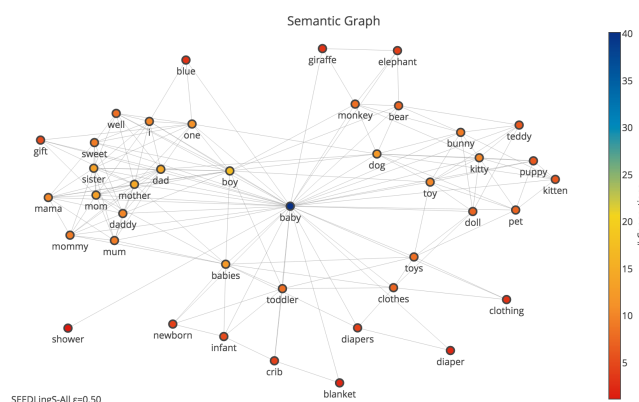 Semantic Graph
giraffe
elephant
blue
monkey
bear
well
i
one
teddy
bunny
gift
sweet
dog
kitty
puppy
sister
dad
boy
kitten
mother
toy
mama
mom
baby
daddy
doll
pet
mommy
mum
babies
toys
toddler
clothes
clothing
shower
newborn
infant
diapers
crib
diaper
blanket
40
35
30
25
20
15
10
5
SEEDLingS-All ε=0.50